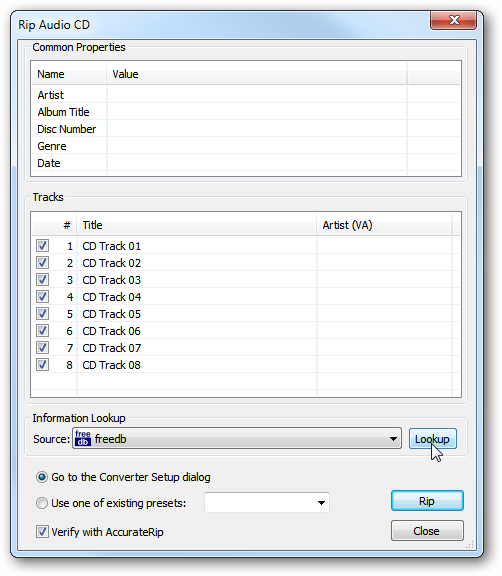 Rip Audio CD
Common Properties
Name Value
Artist
Album Title
Disc Number
Genre
Date
Tracks
# Title Artist (VA)
1 CD Track 01
2 CD Track 02
3 CD Track 03
4 CD Track 04
5 CD Track 05
6 CD Track 06
7 CD Track 07
8 CD Track 08
Information Lookup
Source: free db freedb Lookup
Go to the Converter Setup dialog
Use one of existing presets: Rip
Verify with AccurateRip Close